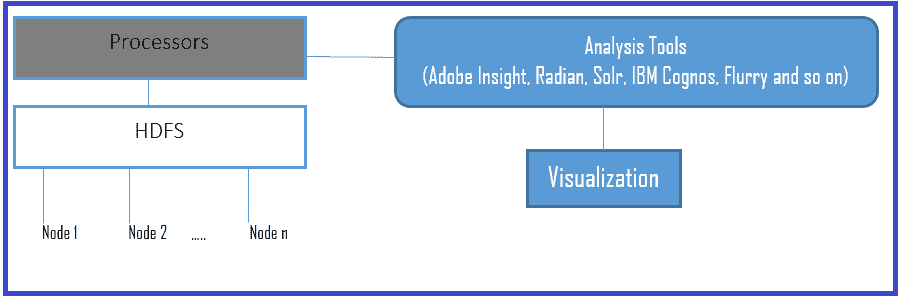 Processors
Analysis Tools
(Adobe Insight, Radian, Solr, IBM Cognos, Flurry and so on)
HDFS
Visualization
Node 1
Node 2
.....
Node n